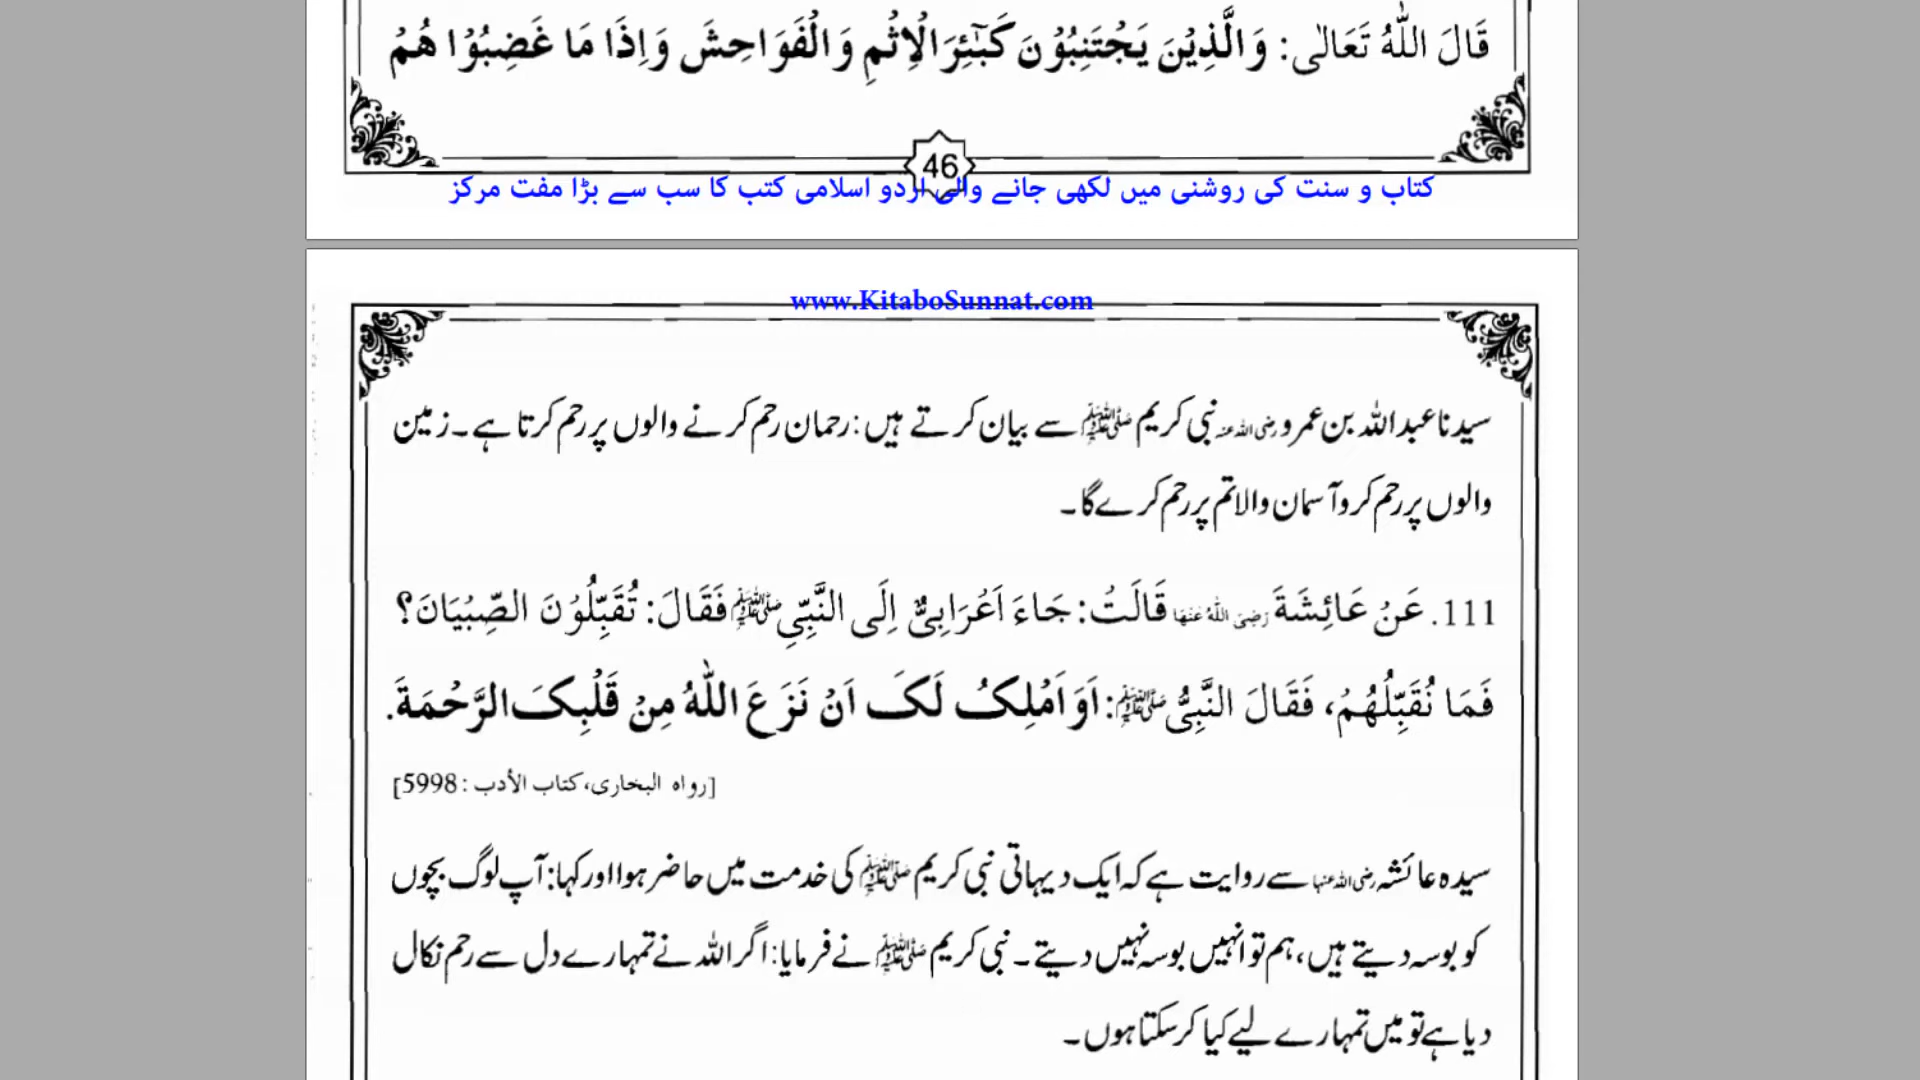 قَالَ اللّٰهُ تَعَالٰى: وَالَّذِيْنَ يَجْتَنِبُوْنَ كَبٰٓئِرَ الْاِثْمِ وَالْفَوَاحِشَ وَاِذَا مَا غَضِبُوْا هُمْ
46
کتاب و سنت کی روشنی میں لکھی جانے والی اردو اسلامی کتب کا سب سے بڑا مفت مرکز
www.KitaboSunnat.com
سیدنا عبداللہ بن عمرو رضی اللہ عنہ نبی کریم ﷺ سے بیان کرتے ہیں: رحمان رحم کرنے والوں پر رحم کرتا ہے۔ زمین
والوں پر رحم کرو آسمان والا تم پر رحم کرے گا۔
111. عَنْ عَائِشَةَ رَضِیَ اللّٰهُ عَنْهَا قَالَتْ: جَاءَ اَعْرَابِیٌّ اِلَی النَّبِّیِ ﷺ فَقَالَ: تُقَبِّلُوْنَ الصِّبْيَانَ؟
فَمَا نُقَبِّلُهُمْ، فَقَالَ النَّبِیُّ ﷺ: اَوَ اَمْلِکُ لَکَ اَنْ نَزَعَ اللّٰهُ مِنْ قَلْبِکَ الرَّحْمَةَ.
[رواه البخاری، کتاب الأدب: 5998]
سیدہ عائشہ رضی اللہ عنہا سے روایت ہے کہ ایک دیہاتی نبی کریم ﷺ کی خدمت میں حاضر ہوا اور کہا: آپ لوگ بچوں
کو بوسہ دیتے ہیں، ہم تو انہیں بوسہ نہیں دیتے۔ نبی کریم ﷺ نے فرمایا: اگر اللہ نے تمہارے دل سے رحم نکال
دیا ہے تو میں تمہارے لیے کیا کر سکتا ہوں۔